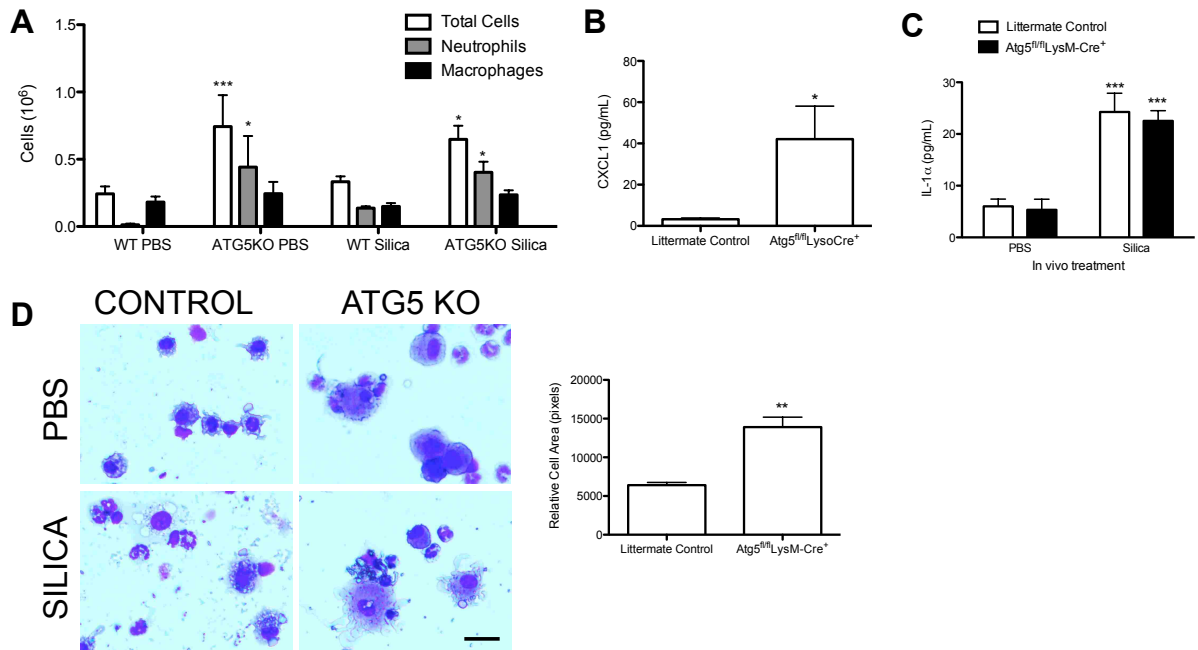 A
Total Cells
Neutrophils
Macrophages
Cells (10⁶)
1.5
1.0
0.5
0.0
***
*
*
*
WT PBS
ATG5KO PBS
WT Silica
ATG5KO Silica
B
CXCL1 (pg/mL)
80
60
40
20
0
*
Littermate Control
Atg5fl/flLysoCre⁺
C
Littermate Control
Atg5fl/flLysM-Cre⁺
IL-1α (pg/mL)
30
20
10
0
***
***
PBS
Silica
In vivo treatment
D
CONTROL
ATG5 KO
PBS
SILICA
Relative Cell Area (pixels)
20000
15000
10000
5000
0
**
Littermate Control
Atg5fl/flLysM-Cre⁺